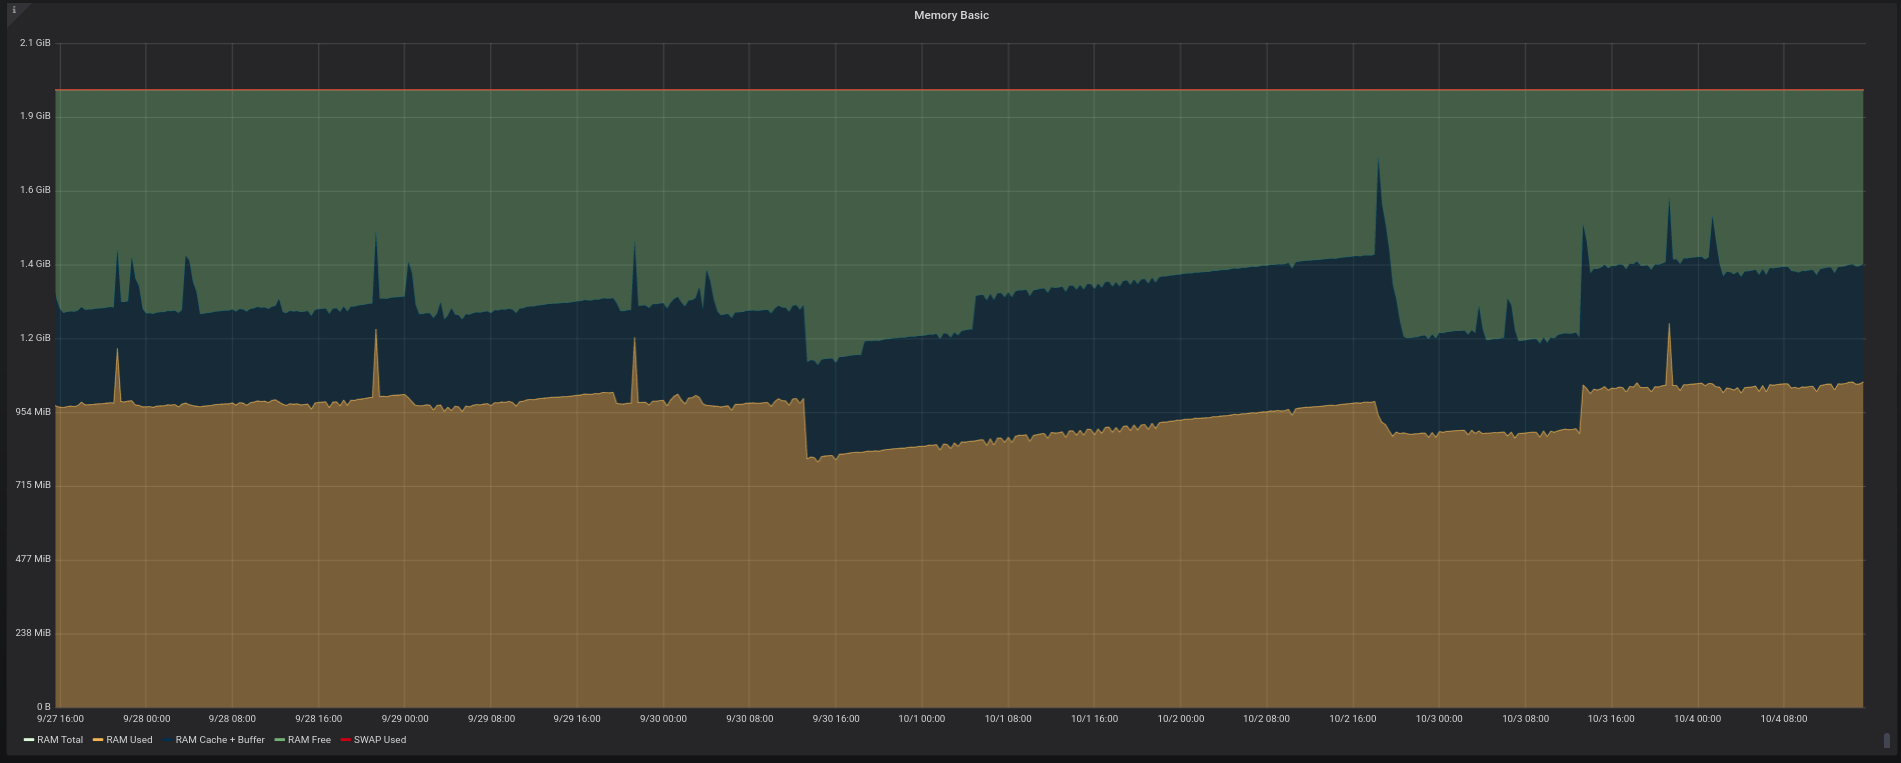 i
Memory Basic
2.1 GiB
1.9 GiB
1.6 GiB
1.4 GiB
1.2 GiB
954 MiB
715 MiB
477 MiB
238 MiB
0 B
9/27 16:00 9/28 00:00 9/28 08:00 9/28 16:00 9/29 00:00 9/29 08:00 9/29 16:00 9/30 00:00 9/30 08:00 9/30 16:00 10/1 00:00 10/1 08:00 10/1 16:00 10/2 00:00 10/2 08:00 10/2 16:00 10/3 00:00 10/3 08:00 10/3 16:00 10/4 00:00 10/4 08:00
RAM Total RAM Used RAM Cache + Buffer RAM Free SWAP Used